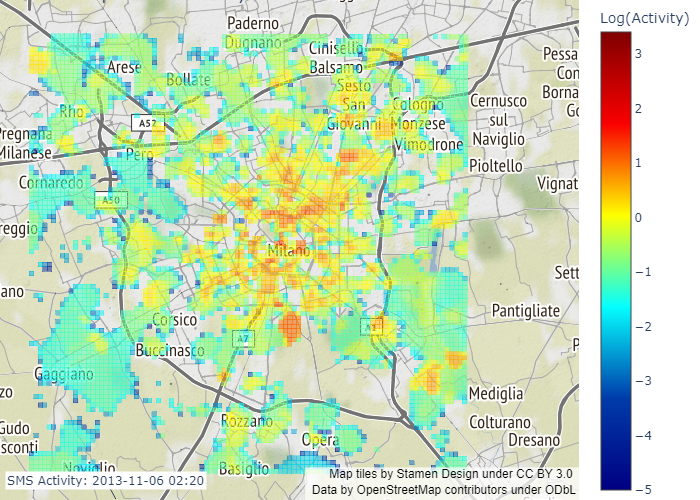 Log(Activity)
3
2
1
0
−1
−2
−3
−4
−5
Paderno
Dugnano
Cinisello
Balsamo
Arese
Bollate
Sesto
San
Giovanni
Cologno
Monzese
Cernusco
sul
Naviglio
Pessa
Con
Borna
Go
Rho
A57
Pregnana
Milanese
Pero
Vimodrone
Pioltello
Cornaredo
A50
Vignat
reggio
Milano
Sett
ano
Pantigliate
Corsico
A7
Buccinasco
P
Gaggiano
zo
Mediglia
Rozzano
Colturano
Gudo
sconti
Opera
Dresano
Noviglio
Basiglio
SMS Activity: 2013-11-06 02:20
Map tiles by Stamen Design under CC BY 3.0
Data by OpenStreetMap contributors under ODbL